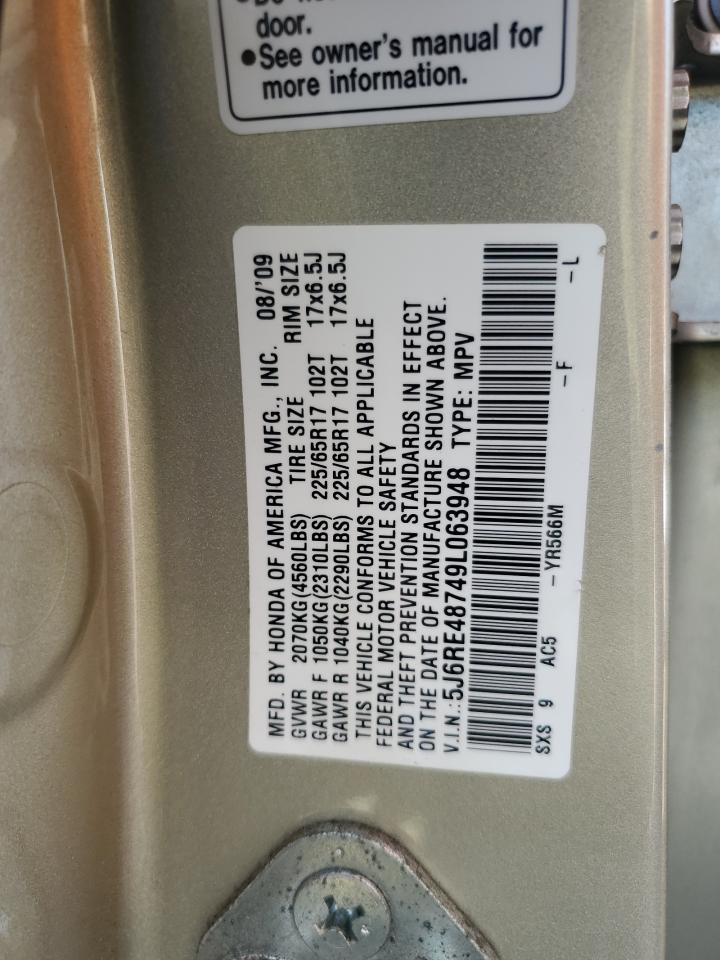 door.
●See owner's manual for
more information.
MFD. BY HONDA OF AMERICA MFG., INC. 08/'09
GVWR 2070KG(4560LBS) TIRE SIZE RIM SIZE
GAWR F 1050KG(2310LBS) 225/65R17 102T 17x6.5J
GAWR R 1040KG(2290LBS) 225/65R17 102T 17x6.5J
THIS VEHICLE CONFORMS TO ALL APPLICABLE
FEDERAL MOTOR VEHICLE SAFETY
AND THEFT PREVENTION STANDARDS IN EFFECT
ON THE DATE OF MANUFACTURE SHOWN ABOVE.
V.I.N.:5J6RE48749L063948 TYPE: MPV
SXS 9 AC5 -YR566M -F -L